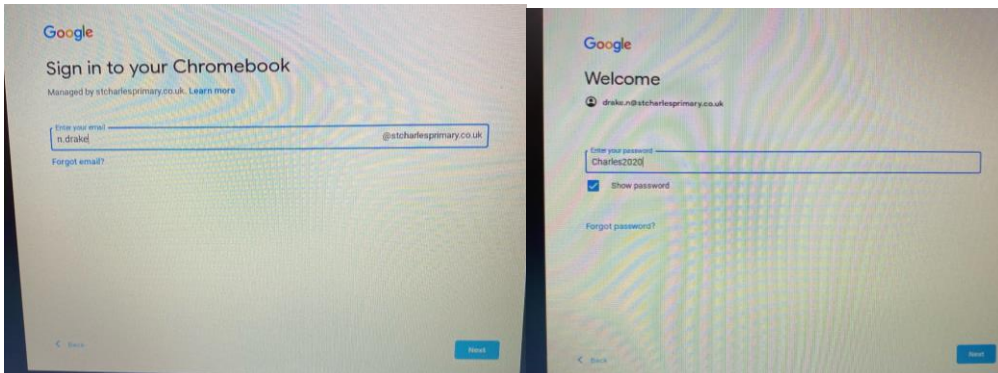 Google
Sign in to your Chromebook
Managed by stcharlesprimary.co.uk. Learn more
Enter your email
n.drake @stcharlesprimary.co.uk
Forgot email?
Back
Next
Google
Welcome
drake.n@stcharlesprimary.co.uk
Enter your password
Charles2020
Show password
Forgot password?
Back
Next